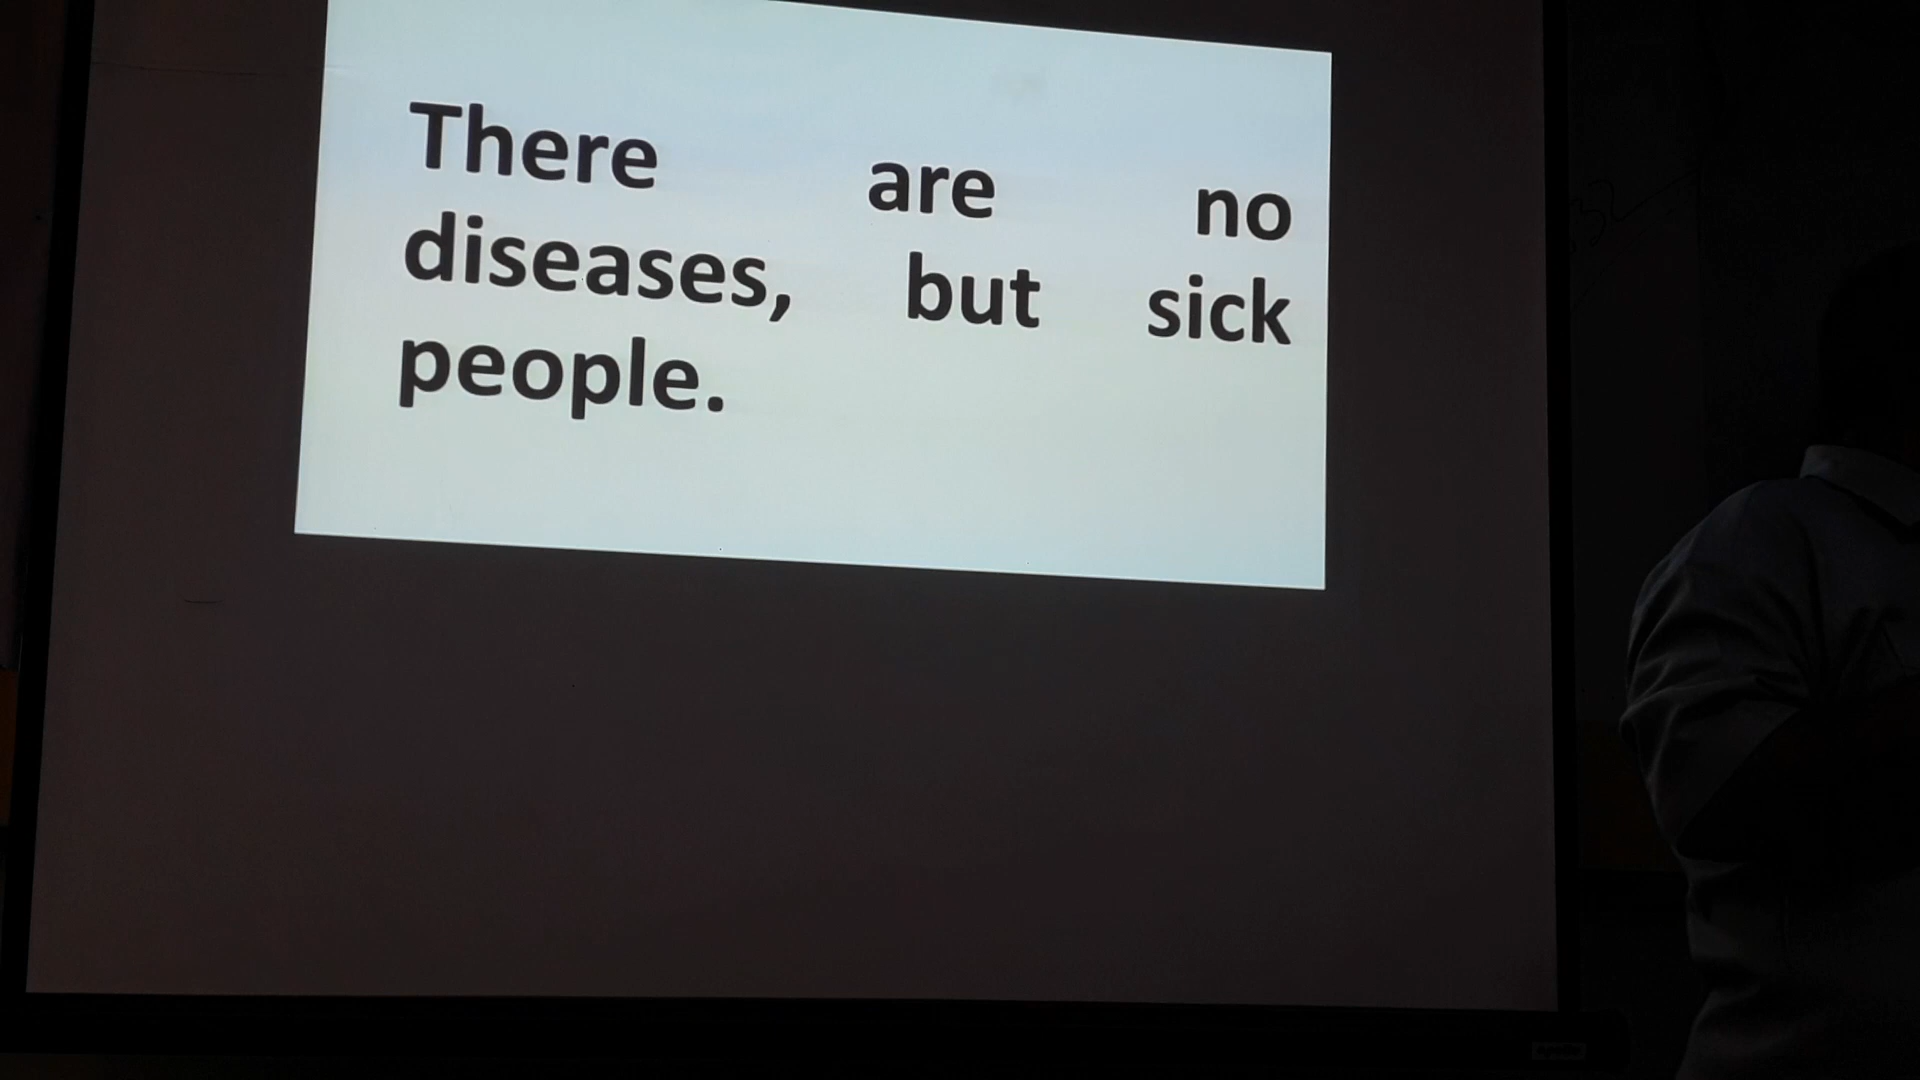 There are no
diseases, but sick
people.